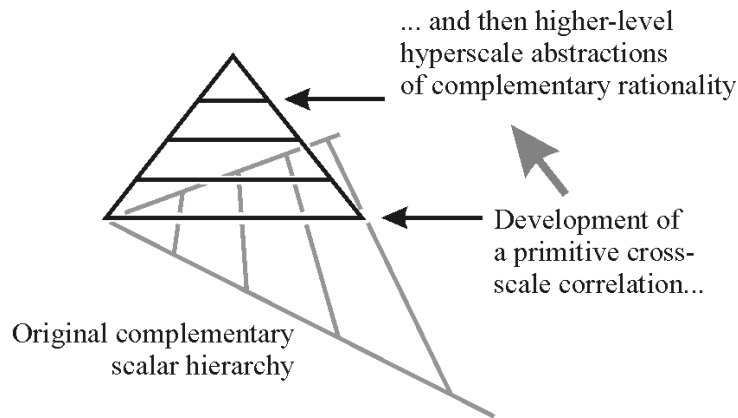 ... and then higher-level
hyperscale abstractions
of complementary rationality
Development of
a primitive cross-
scale correlation...
Original complementary
scalar hierarchy